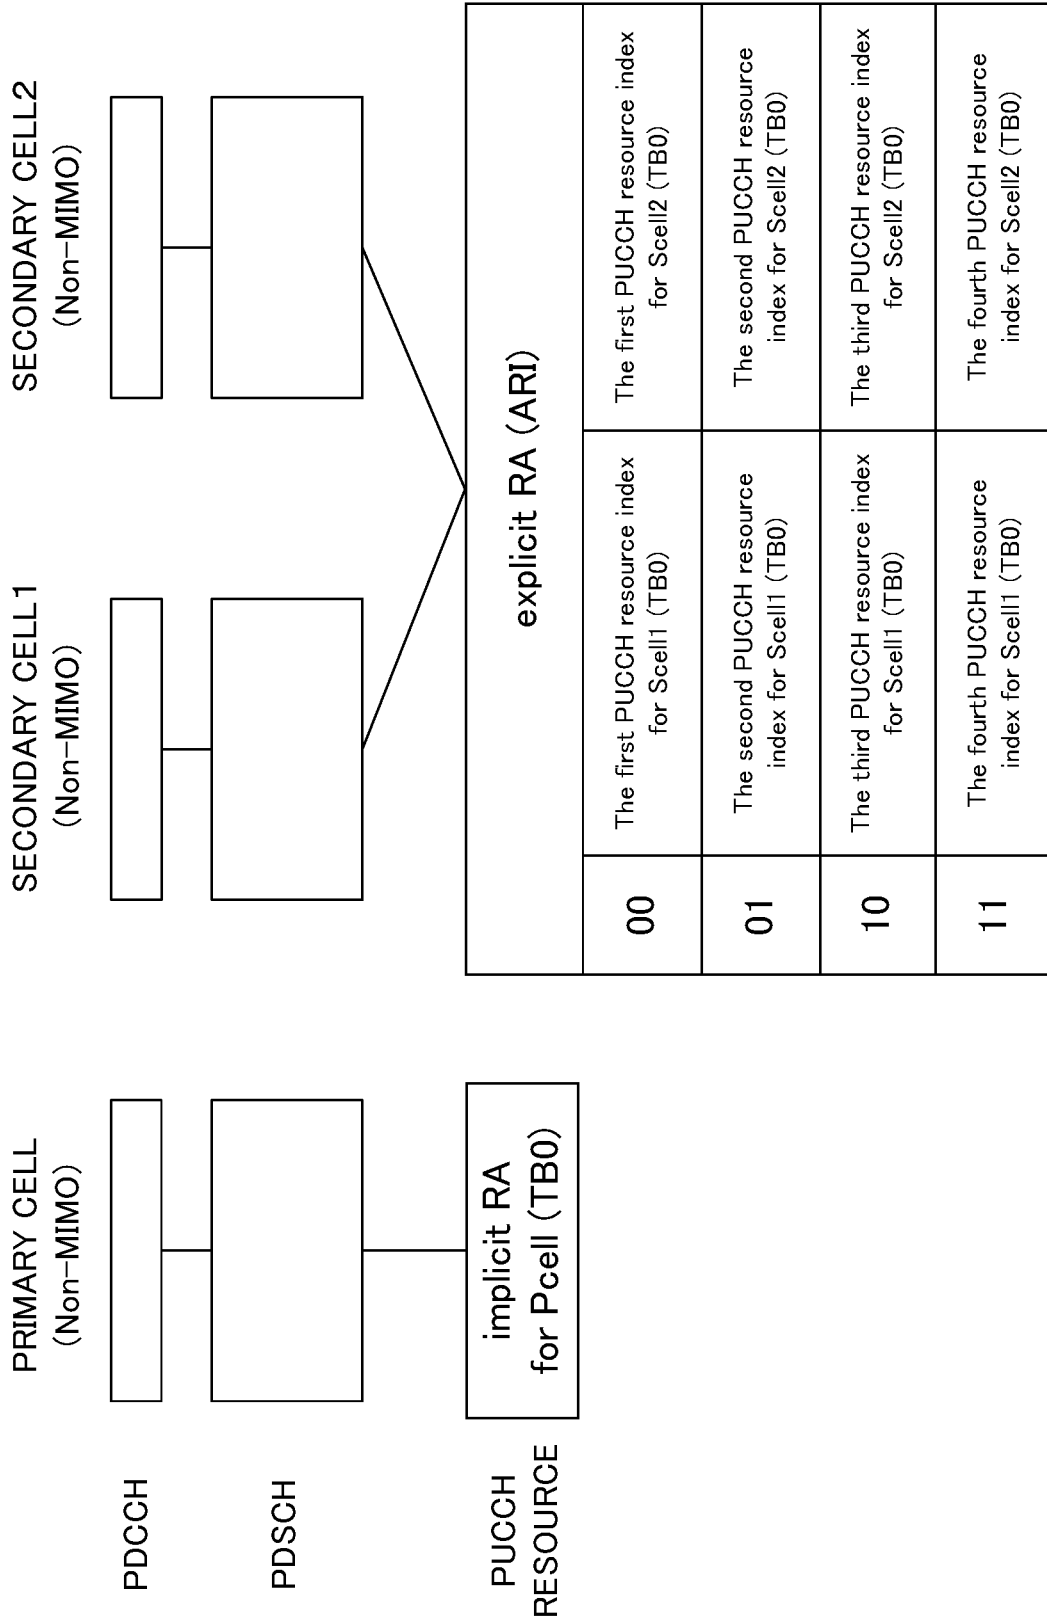 PRIMARY CELL
(Non-MIMO)
SECONDARY CELL1
(Non-MIMO)
SECONDARY CELL2
(Non-MIMO)
PDCCH
PDSCH
PUCCH
RESOURCE
implicit RA
for Pcell (TB0)
explicit RA (ARI)
00
The first PUCCH resource index
for Scell1 (TB0)
The first PUCCH resource index
for Scell2 (TB0)
01
The second PUCCH resource
index for Scell1 (TB0)
The second PUCCH resource
index for Scell2 (TB0)
10
The third PUCCH resource index
for Scell1 (TB0)
The third PUCCH resource index
for Scell2 (TB0)
11
The fourth PUCCH resource
index for Scell1 (TB0)
The fourth PUCCH resource
index for Scell2 (TB0)